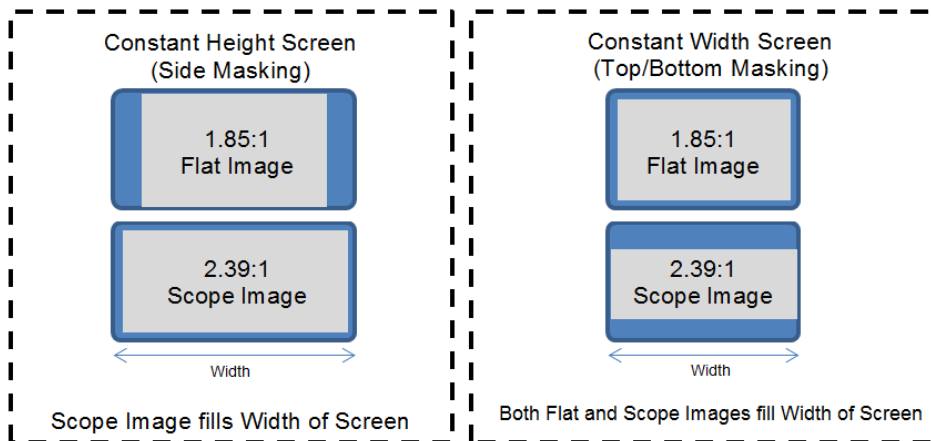 Constant Height Screen
(Side Masking)
1.85:1
Flat Image
2.39:1
Scope Image
Width
Scope Image fills Width of Screen
Constant Width Screen
(Top/Bottom Masking)
1.85:1
Flat Image
2.39:1
Scope Image
Width
Both Flat and Scope Images fill Width of Screen